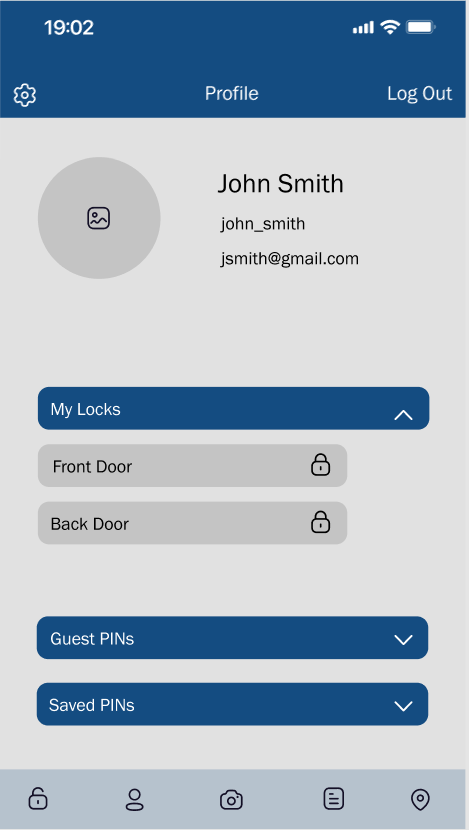 19:02
Profile
Log Out
John Smith
john_smith
jsmith@gmail.com
My Locks
Front Door
Back Door
Guest PINs
Saved PINs